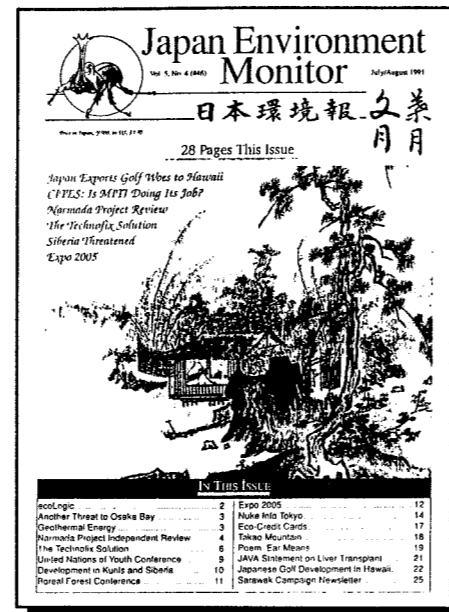 Japan Environment
Monitor
Vol. 5, No. 4 (#46)
July/August 1991
日本環境報
文月
葉月
28 Pages This Issue
Japan Exports Golf Woes to Hawaii
CITES: Is MITI Doing Its Job?
Narmada Project Review
The Technofix Solution
Siberia Threatened
Expo 2005
IN THIS ISSUE
ecoLogic 2
Another Threat to Osaka Bay 3
Geothermal Energy 3
Narmada Project Independent Review 4
The Technofix Solution 6
United Nations of Youth Conference 9
Development in Kurils and Siberia 10
Boreal Forest Conference 11
Expo 2005 12
Nuke Info Tokyo 14
Eco-Credit Cards 17
Takao Mountain 18
Poem: Ear Means 19
JAVA Statement on Liver Transplant 21
Japanese Golf Development in Hawaii 22
Sarawak Campaign Newsletter 25